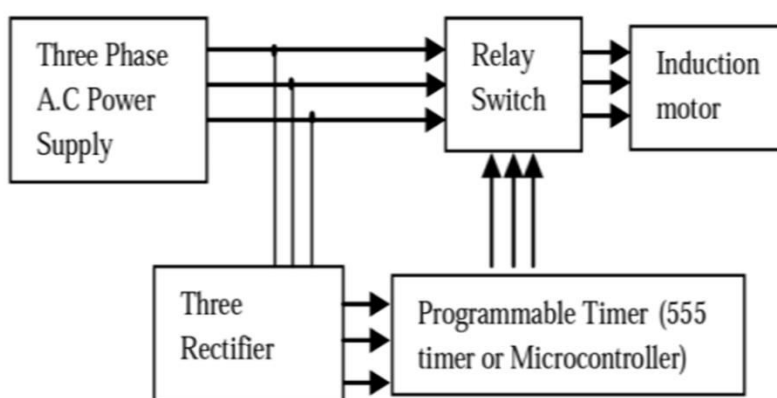 Three Phase
A.C Power
Supply
Relay
Switch
Induction
motor
Three
Rectifier
Programmable Timer (555
timer or Microcontroller)